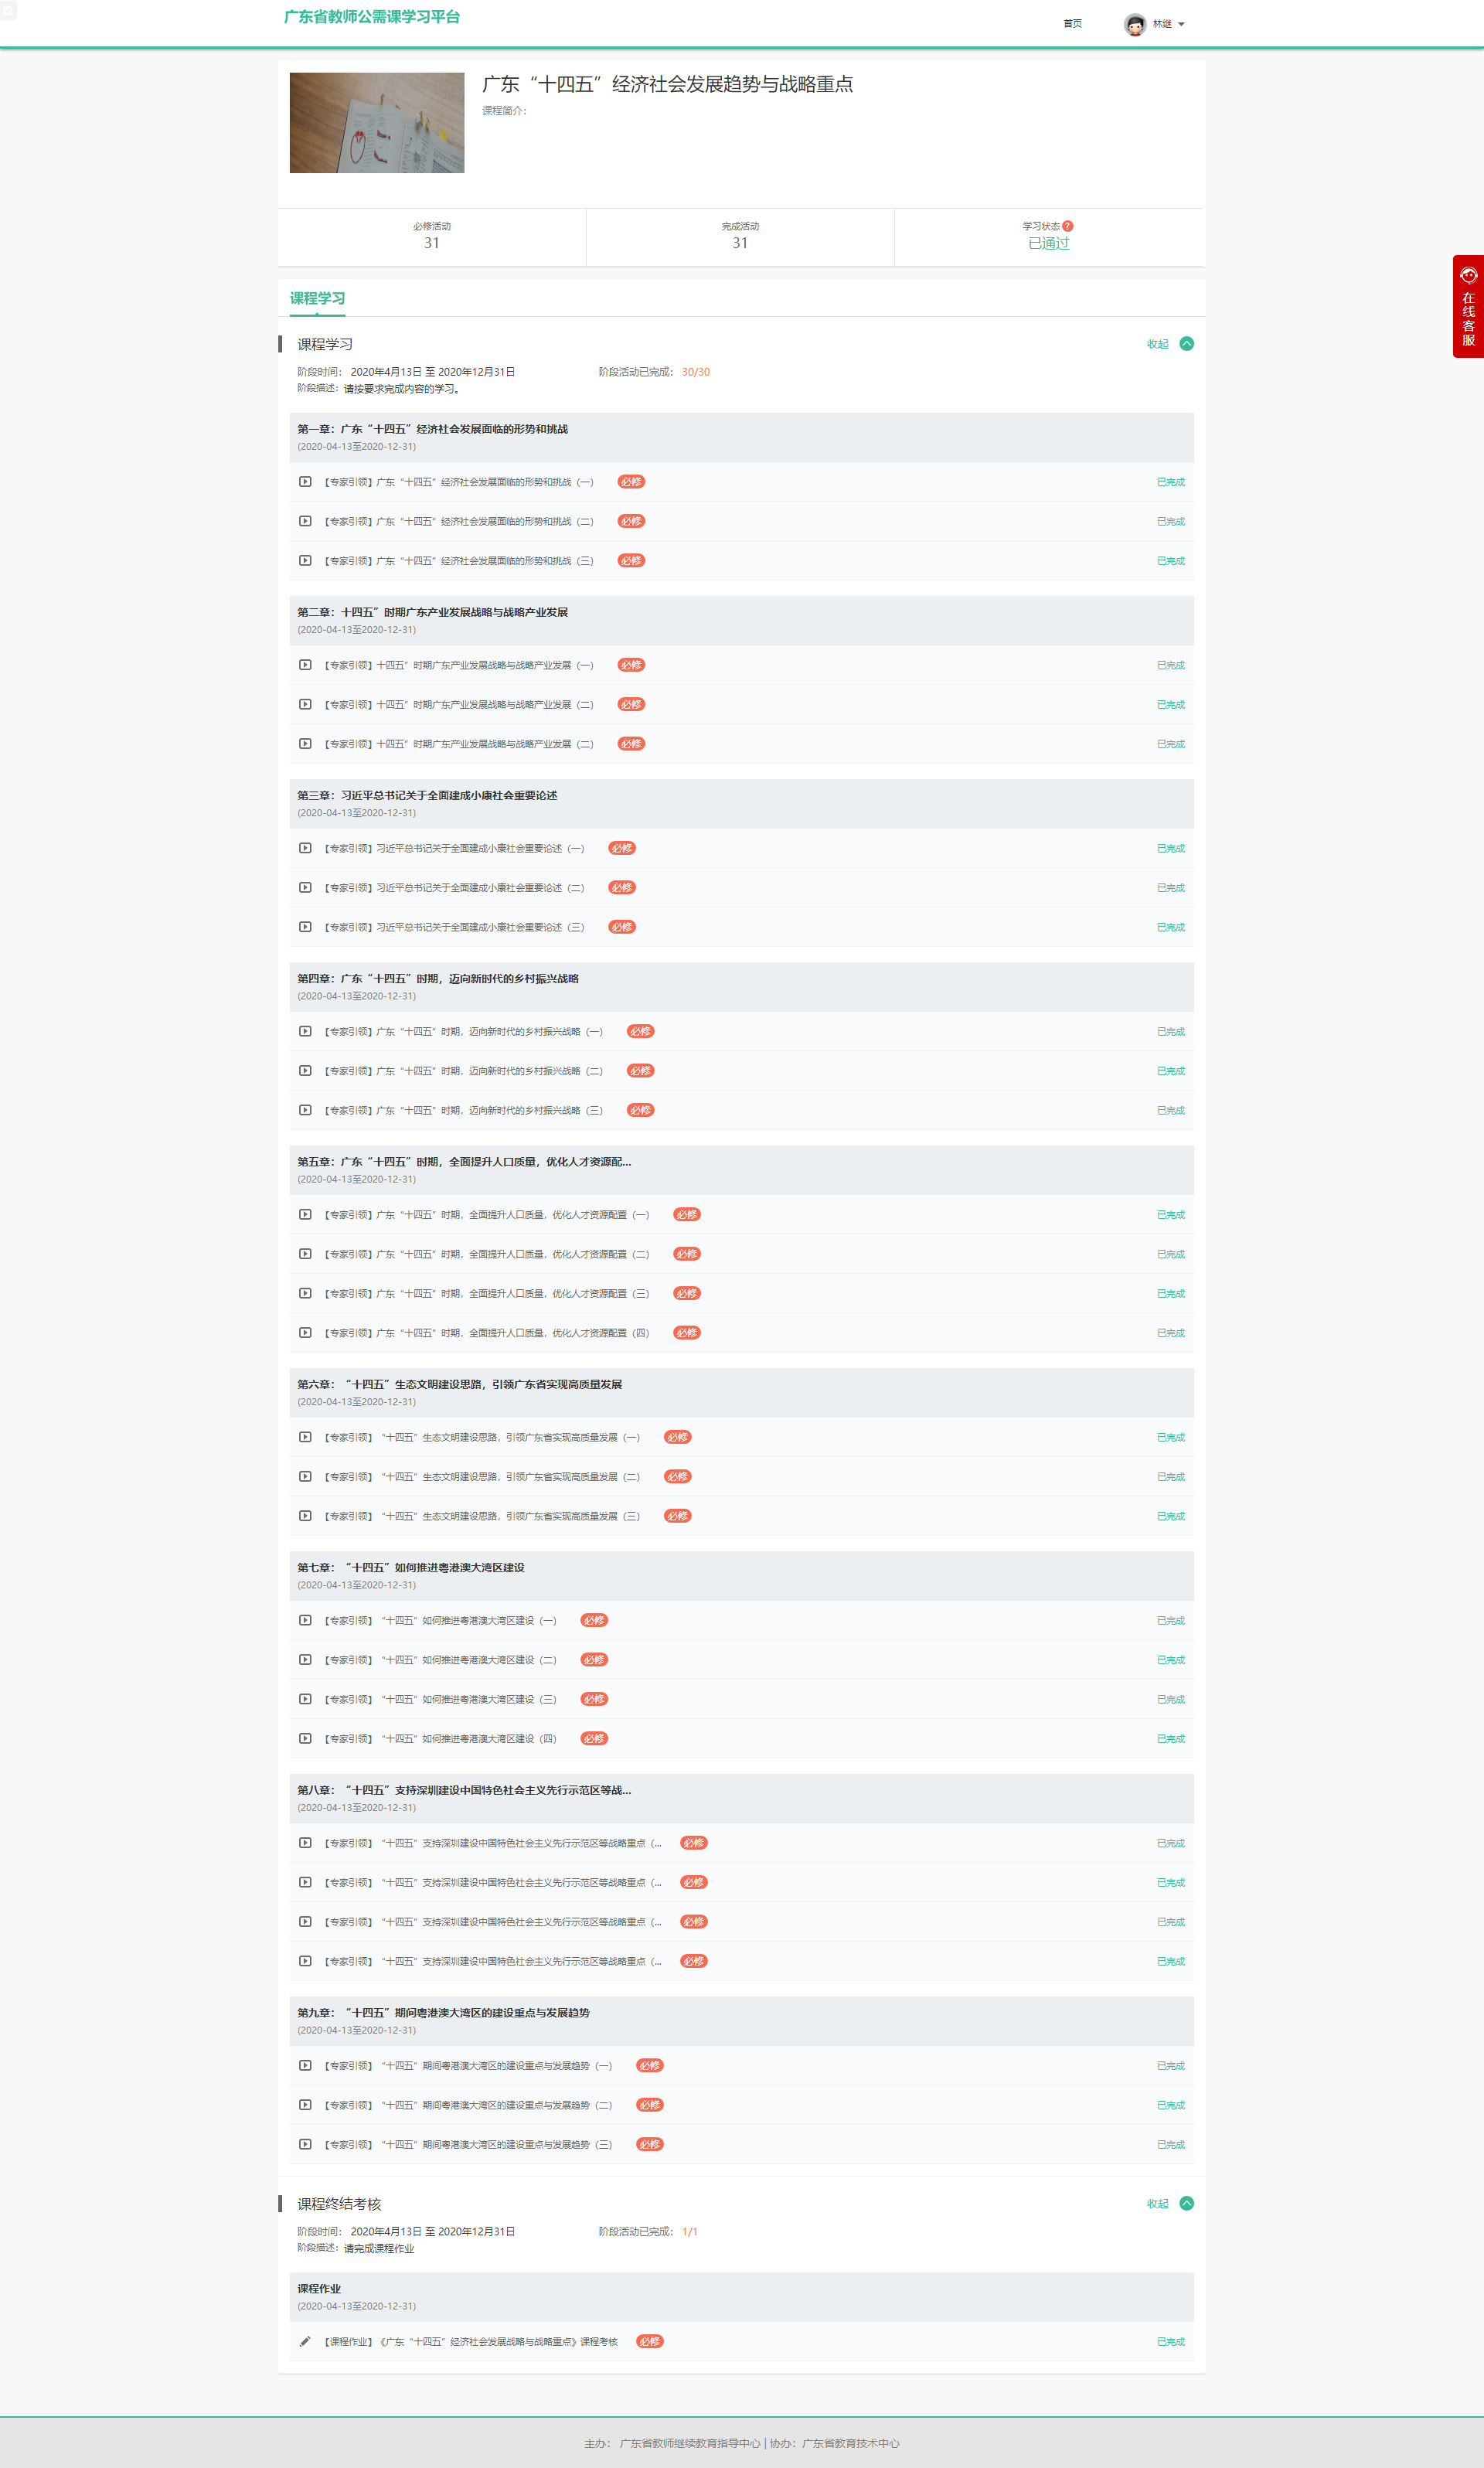 广东省教师公需课学习平台
首页
林继
广东“十四五”经济社会发展趋势与战略重点
课程简介：
必修活动
31
完成活动
31
学习状态?
已通过
在线客服
课程学习
课程学习
收起
阶段时间： 2020年4月13日 至 2020年12月31日
阶段活动已完成： 30/30
阶段描述： 请按要求完成内容的学习。
第一章：广东“十四五”经济社会发展面临的形势和挑战
(2020-04-13至2020-12-31)
【专家引领】广东“十四五”经济社会发展面临的形势和挑战（一） 必修 已完成
【专家引领】广东“十四五”经济社会发展面临的形势和挑战（二） 必修 已完成
【专家引领】广东“十四五”经济社会发展面临的形势和挑战（三） 必修 已完成
第二章：十四五”时期广东产业发展战略与战略产业发展
(2020-04-13至2020-12-31)
【专家引领】十四五”时期广东产业发展战略与战略产业发展（一） 必修 已完成
【专家引领】十四五”时期广东产业发展战略与战略产业发展（二） 必修 已完成
【专家引领】十四五”时期广东产业发展战略与战略产业发展（二） 必修 已完成
第三章：习近平总书记关于全面建成小康社会重要论述
(2020-04-13至2020-12-31)
【专家引领】习近平总书记关于全面建成小康社会重要论述（一） 必修 已完成
【专家引领】习近平总书记关于全面建成小康社会重要论述（二） 必修 已完成
【专家引领】习近平总书记关于全面建成小康社会重要论述（三） 必修 已完成
第四章：广东“十四五”时期，迈向新时代的乡村振兴战略
(2020-04-13至2020-12-31)
【专家引领】广东“十四五”时期，迈向新时代的乡村振兴战略（一） 必修 已完成
【专家引领】广东“十四五”时期，迈向新时代的乡村振兴战略（二） 必修 已完成
【专家引领】广东“十四五”时期，迈向新时代的乡村振兴战略（三） 必修 已完成
第五章：广东“十四五”时期，全面提升人口质量，优化人才资源配...
(2020-04-13至2020-12-31)
【专家引领】广东“十四五”时期，全面提升人口质量，优化人才资源配置（一） 必修 已完成
【专家引领】广东“十四五”时期，全面提升人口质量，优化人才资源配置（二） 必修 已完成
【专家引领】广东“十四五”时期，全面提升人口质量，优化人才资源配置（三） 必修 已完成
【专家引领】广东“十四五”时期，全面提升人口质量，优化人才资源配置（四） 必修 已完成
第六章：“十四五”生态文明建设思路，引领广东省实现高质量发展
(2020-04-13至2020-12-31)
【专家引领】“十四五”生态文明建设思路，引领广东省实现高质量发展（一） 必修 已完成
【专家引领】“十四五”生态文明建设思路，引领广东省实现高质量发展（二） 必修 已完成
【专家引领】“十四五”生态文明建设思路，引领广东省实现高质量发展（三） 必修 已完成
第七章：“十四五”如何推进粤港澳大湾区建设
(2020-04-13至2020-12-31)
【专家引领】“十四五”如何推进粤港澳大湾区建设（一） 必修 已完成
【专家引领】“十四五”如何推进粤港澳大湾区建设（二） 必修 已完成
【专家引领】“十四五”如何推进粤港澳大湾区建设（三） 必修 已完成
【专家引领】“十四五”如何推进粤港澳大湾区建设（四） 必修 已完成
第八章：“十四五”支持深圳建设中国特色社会主义先行示范区等战...
(2020-04-13至2020-12-31)
【专家引领】“十四五”支持深圳建设中国特色社会主义先行示范区等战略重点（... 必修 已完成
【专家引领】“十四五”支持深圳建设中国特色社会主义先行示范区等战略重点（... 必修 已完成
【专家引领】“十四五”支持深圳建设中国特色社会主义先行示范区等战略重点（... 必修 已完成
【专家引领】“十四五”支持深圳建设中国特色社会主义先行示范区等战略重点（... 必修 已完成
第九章：“十四五”期间粤港澳大湾区的建设重点与发展趋势
(2020-04-13至2020-12-31)
【专家引领】“十四五”期间粤港澳大湾区的建设重点与发展趋势（一） 必修 已完成
【专家引领】“十四五”期间粤港澳大湾区的建设重点与发展趋势（二） 必修 已完成
【专家引领】“十四五”期间粤港澳大湾区的建设重点与发展趋势（三） 必修 已完成
课程终结考核
收起
阶段时间： 2020年4月13日 至 2020年12月31日
阶段活动已完成： 1/1
阶段描述： 请完成课程作业
课程作业
(2020-04-13至2020-12-31)
【课程作业】《广东“十四五”经济社会发展战略与战略重点》课程考核 必修 已完成
主办： 广东省教师继续教育指导中心 | 协办：广东省教育技术中心